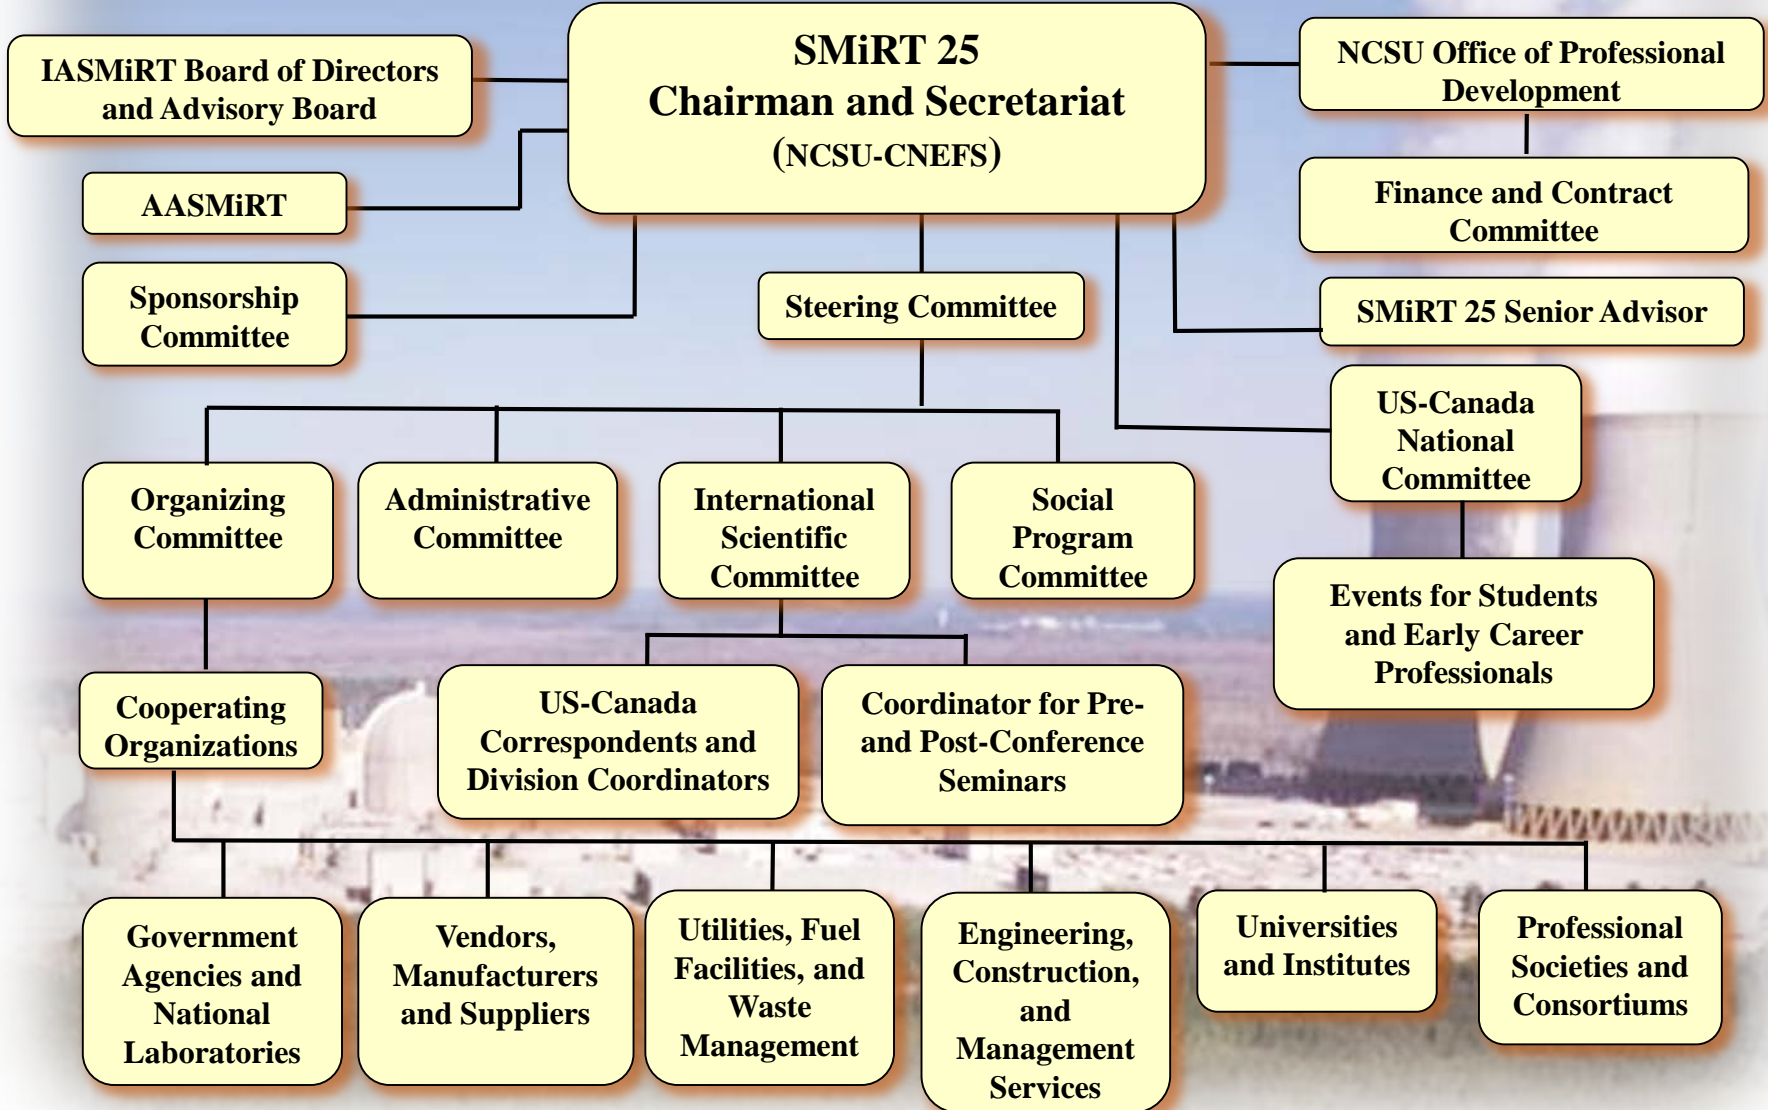 SMiRT 25
Chairman and Secretariat
(NCSU-CNEFS)
IASMiRT Board of Directors
and Advisory Board
NCSU Office of Professional
Development
AASMiRT
Finance and Contract
Committee
Sponsorship
Committee
Steering Committee
SMiRT 25 Senior Advisor
US-Canada
National
Committee
Organizing
Committee
Administrative
Committee
International
Scientific
Committee
Social
Program
Committee
Events for Students
and Early Career
Professionals
Cooperating
Organizations
US-Canada
Correspondents and
Division Coordinators
Coordinator for Pre-
and Post-Conference
Seminars
Government
Agencies and
National
Laboratories
Vendors,
Manufacturers
and Suppliers
Utilities, Fuel
Facilities, and
Waste
Management
Engineering,
Construction,
and
Management
Services
Universities
and Institutes
Professional
Societies and
Consortiums